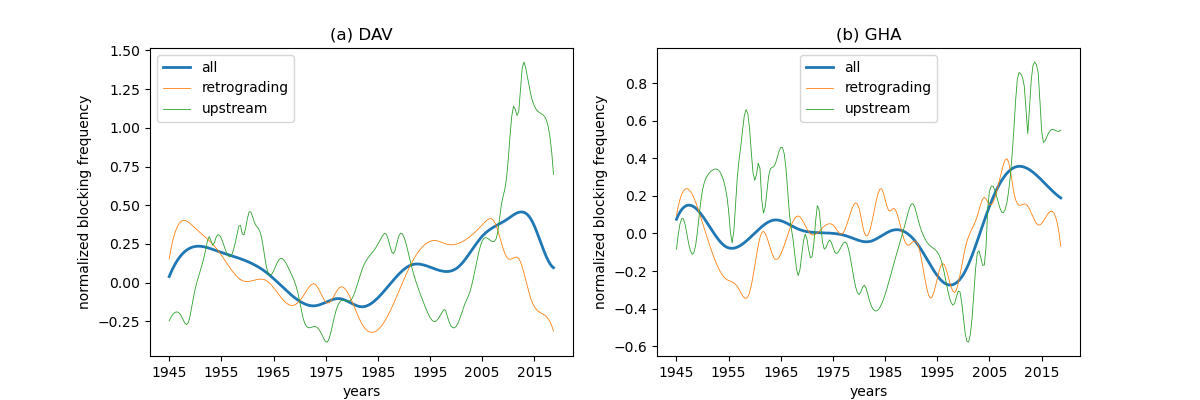 (a) DAV
normalized blocking frequency
1.50
1.25
1.00
0.75
0.50
0.25
0.00
−0.25
all
retrograding
upstream
1945 1955 1965 1975 1985 1995 2005 2015
years
(b) GHA
normalized blocking frequency
0.8
0.6
0.4
0.2
0.0
−0.2
−0.4
−0.6
all
retrograding
upstream
1945 1955 1965 1975 1985 1995 2005 2015
years